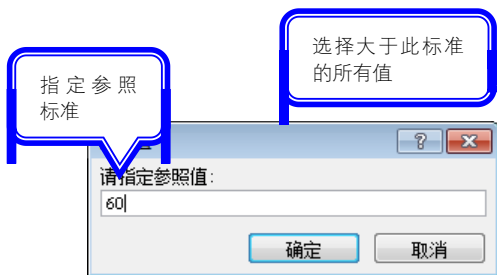 选择大于此标准
的所有值
指定参照
标准
请指定参照值:
60
确定
取消